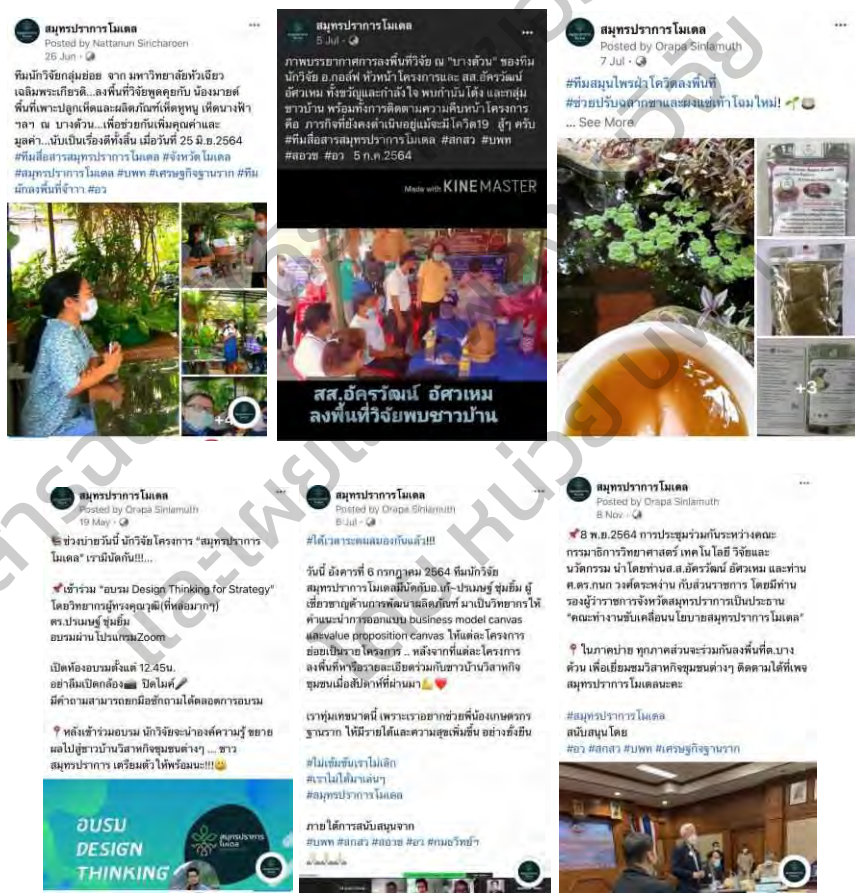 สมุทรปราการโมเดล
Posted by Nattanun Sincharoen
26 Jun
ทีมนักวิจัยกลุ่มย่อย จาก มหาวิทยาลัยหัวเฉียว
เฉลิมพระเกียรติ...ลงพื้นที่วิจัยพูดคุยกับ น้องมายด์
พื้นที่เพาะปลูกเห็ดและผลิตภัณฑ์เห็ดหูหนู เห็ดนางฟ้า
ฯลฯ ณ บางด้วน...เพื่อช่วยกันเพิ่มคุณค่าและ
มูลค่า...นับเป็นเรื่องดีทั้งสิ้น เมื่อวันที่ 25 มิ.ย.2564
#ทีมสื่อสารสมุทรปราการโมเดล #จังหวัดโมเดล
#สมุทรปราการโมเดล #บพท #เศรษฐกิจฐานราก #ทีม
ผักลงพื้นที่จ้าาา #อว
สมุทรปราการโมเดล
5 Jul
ภาพบรรยากาศการลงพื้นที่วิจัย ณ "บางด้วน" ของทีม
นักวิจัย อ.กอล์ฟ หัวหน้าโครงการและ สส.อัครวัฒน์
อัศวเหม ทั้งขวัญและกำลังใจ พบกำนันโด้ง และกลุ่ม
ชาวบ้าน พร้อมทั้งการติดตามความคืบหน้าโครงการ
คือ ภารกิจที่ยังคงดำเนินอยู่แม้จะมีโควิด19 สู้ๆ ครับ
#ทีมสื่อสารสมุทรปราการโมเดล #สกสว #บพท
#สอวช #อว 5 ก.ค.2564
Made with KINEMASTER
สส.อัครวัฒน์ อัศวเหม
ลงพื้นที่วิจัยพบชาวบ้าน
สมุทรปราการโมเดล
Posted by Orapa Sinlamuth
7 Jul
#ทีมสมุนไพรฝ่าโควิดลงพื้นที่
#ช่วยปรับฉลากชาและผงแช่เท้าโฉมใหม่!
... See More
+3
สมุทรปราการโมเดล
Posted by Orapa Sinlamuth
19 May
ช่วงบ่ายวันนี้ นักวิจัยโครงการ "สมุทรปราการ
โมเดล" เรามีนัดกัน!!!...
เข้าร่วม "อบรม Design Thinking for Strategy"
โดยวิทยากรผู้ทรงคุณวุฒิ(ที่หล่อมากๆ)
ดร.ปรเมษฐ์ ชุ่มยิ้ม
อบรมผ่านโปรแกรมZoom
เปิดห้องอบรมตั้งแต่ 12.45น.
อย่าลืมเปิดกล้อง ปิดไมค์
มีคำถามสามารถยกมือซักถามได้ตลอดการอบรม
หลังเข้าร่วมอบรม นักวิจัยจะนำองค์ความรู้ ขยาย
ผลไปสู่ชาวบ้านวิสาหกิจชุมชนต่างๆ ... ชาว
สมุทรปราการ เตรียมตัวให้พร้อมนะ!!!
อบรม
DESIGN
THINKING
สมุทรปราการ
โมเดล
สมุทรปราการโมเดล
Posted by Orapa Sinlamuth
8 Jul
#ได้เวลาระดมสมองกันแล้ว!!!
วันนี้ อังคารที่ 6 กรกฎาคม 2564 ทีมนักวิจัย
สมุทรปราการโมเดลมีนัดกับอ.เก๋-ปรเมษฐ์ ชุ่มยิ้ม ผู้
เชี่ยวชาญด้านการพัฒนาผลิตภัณฑ์ มาเป็นวิทยากรให้
คำแนะนำการออกแบบ business model canvas
และvalue proposition canvas ให้แต่ละโครงการ
ย่อยเป็นรายโครงการ .. หลังจากที่แต่ละโครงการ
ลงพื้นที่หารือรายละเอียดร่วมกับชาวบ้านวิสาหกิจ
ชุมชนเมื่อสัปดาห์ที่ผ่านมา
เราทุ่มเทขนาดนี้ เพราะเราอยากช่วยพี่น้องเกษตรกร
ฐานราก ให้มีรายได้และความสุขเพิ่มขึ้น อย่างยั่งยืน
#ไม่เข้มข้นเราไม่เลิก
#เราไม่ได้มาเล่นๆ
#สมุทรปราการโมเดล
ภายใต้การสนับสนุนจาก
#บพท #สกสว #สอวช #อว #กมธวิทย์ฯ
สมุทรปราการโมเดล
Posted by Orapa Sinlamuth
8 Nov
8 พ.ย.2564 การประชุมร่วมกันระหว่างคณะ
กรรมาธิการวิทยาศาสตร์ เทคโนโลยี วิจัยและ
นวัตกรรม นำโดยท่านส.ส.อัครวัฒน์ อัศวเหม และท่าน
ศ.ดร.กนก วงศ์ตระหง่าน กับส่วนราชการ โดยมีท่าน
รองผู้ว่าราชการจังหวัดสมุทรปราการเป็นประธาน
"คณะทำงานขับเคลื่อนนโยบายสมุทรปราการโมเดล"
ในภาคบ่าย ทุกภาคส่วนจะร่วมกันลงพื้นที่ต.บาง
ด้วน เพื่อเยี่ยมชมวิสาหกิจชุมชนต่างๆ ติดตามได้ที่เพจ
สมุทรปราการโมเดลนะคะ
#สมุทรปราการโมเดล
สนับสนุนโดย
#อว #สกสว #บพท #เศรษฐกิจฐานราก